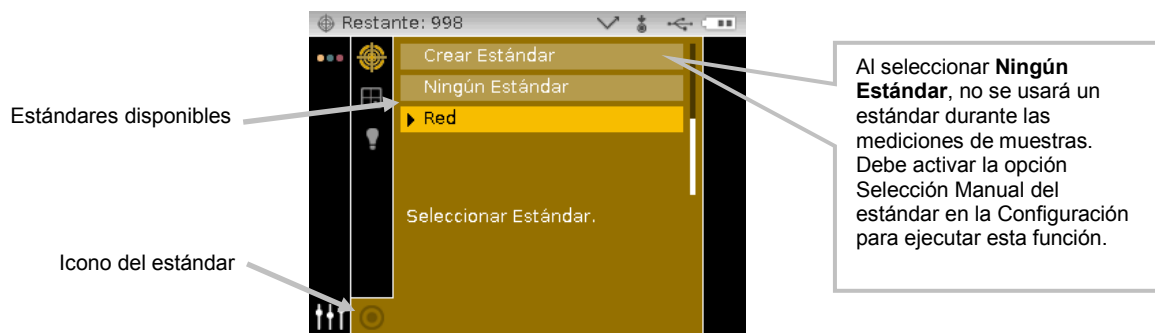 Restante: 998
Crear Estándar
Ningún Estándar
Red
Seleccionar Estándar.
Estándares disponibles
Icono del estándar
Al seleccionar Ningún
Estándar, no se usará un
estándar durante las
mediciones de muestras.
Debe activar la opción
Selección Manual del
estándar en la Configuración
para ejecutar esta función.